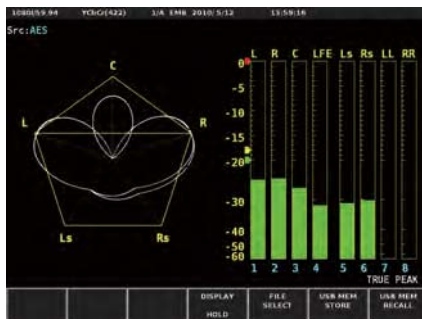 1080i59.94 YCbCr(422) 1/A EMB 2010/5/12 13:59:16
Src:AES
L R C LFE Ls Rs LL RR
C
L R
Ls Rs
0
-5
-10
-15
-20
-30
-40
-50
-60
1 2 3 4 5 6 7 8
TRUE PEAK
DISPLAY
HOLD
FILE
SELECT
USB MEM
STORE
USB MEM
RECALL